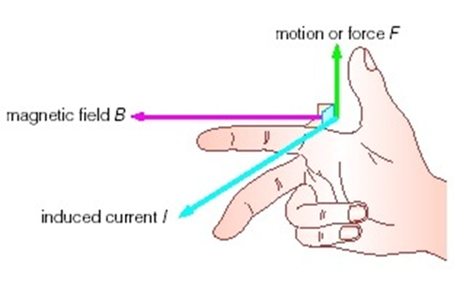 motion or force F
magnetic field B
induced current I